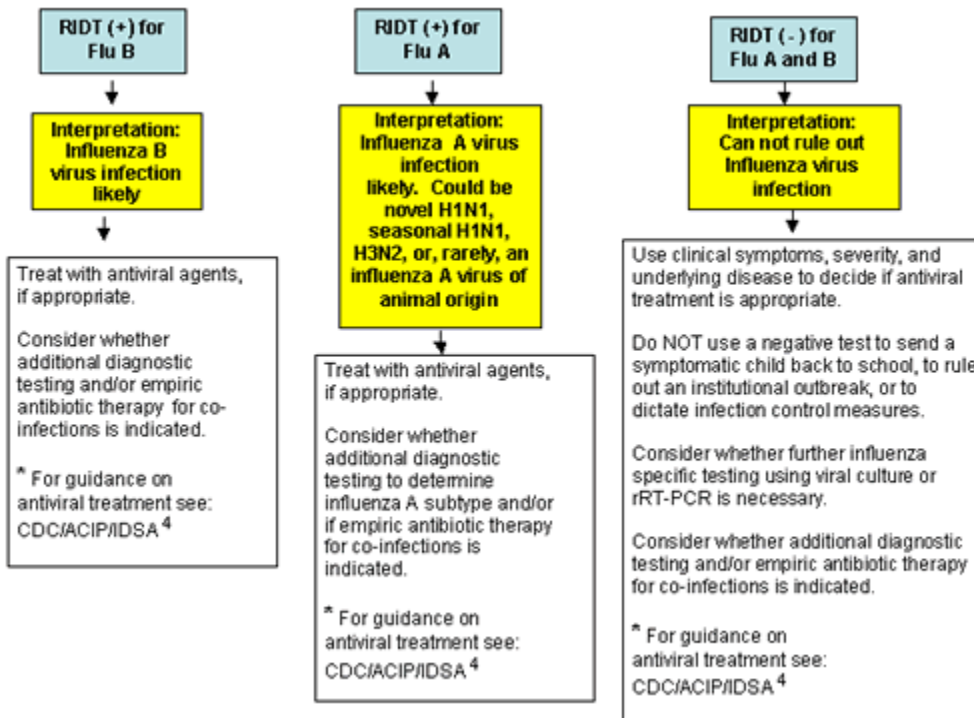 RIDT (+) for
Flu B
Interpretation:
Influenza B
virus infection
likely
Treat with antiviral agents,
if appropriate.
Consider whether
additional diagnostic
testing and/or empiric
antibiotic therapy for co-
infections is indicated.
* For guidance on
antiviral treatment see:
CDC/ACIP/IDSA 4
RIDT (+) for
Flu A
Interpretation:
Influenza A virus
infection
likely. Could be
novel H1N1,
seasonal H1N1,
H3N2, or, rarely, an
influenza A virus of
animal origin
Treat with antiviral agents,
if appropriate.
Consider whether
additional diagnostic
testing to determine
influenza A subtype and/or
if empiric antibiotic therapy
for co-infections is
indicated.
* For guidance on
antiviral treatment see:
CDC/ACIP/IDSA 4
RIDT ( - ) for
Flu A and B
Interpretation:
Can not rule out
Influenza virus
infection
Use clinical symptoms, severity, and
underlying disease to decide if antiviral
treatment is appropriate.
Do NOT use a negative test to send a
symptomatic child back to school, to rule
out an institutional outbreak, or to
dictate infection control measures.
Consider whether further influenza
specific testing using viral culture or
rRT-PCR is necessary.
Consider whether additional diagnostic
testing and/or empiric antibiotic therapy
for co-infections is indicated.
* For guidance on
antiviral treatment see:
CDC/ACIP/IDSA 4